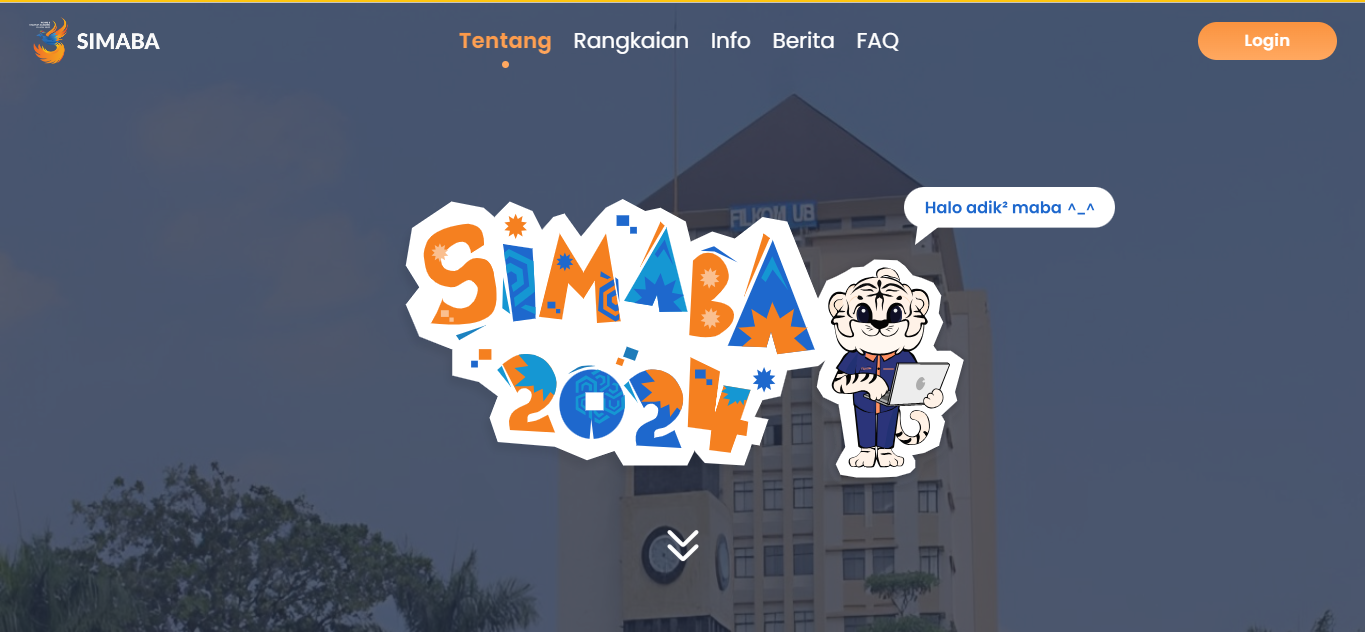 SIMABA
Tentang
Rangkaian
Info
Berita
FAQ
Login
FILKOM UB
Halo adik² maba ^_^
SIMABA
2024